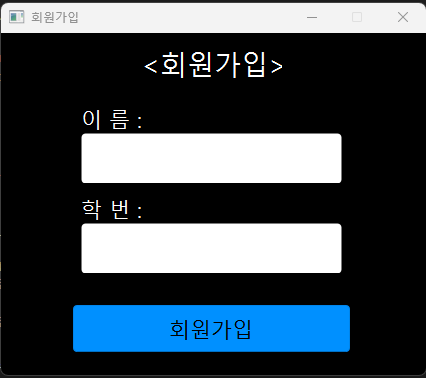 회원가입
<회원가입>
이 름 :
학 번 :
회원가입